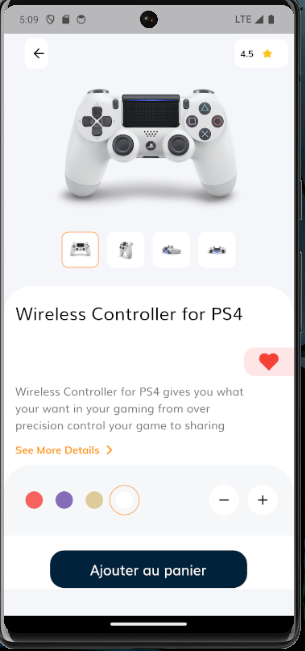 5:09 LTE
4.5
Wireless Controller for PS4
Wireless Controller for PS4 gives you what
your want in your gaming from over
precision control your game to sharing
See More Details
Ajouter au panier